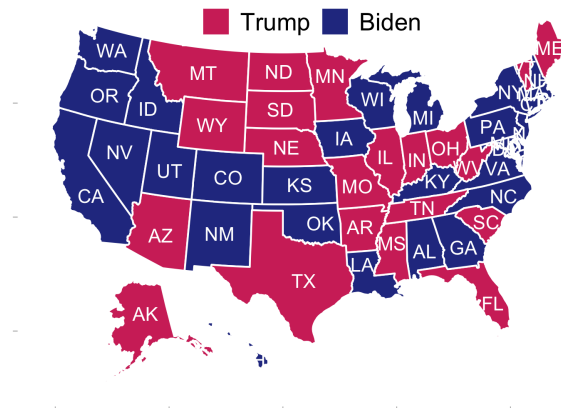 Trump Biden
WA
MT
ND
MN
ME
OR
ID
WI
MI
NY
SD
WY
IA
PA
NE
NV
UT
CO
IL
IN
OH
WV
VA
CA
KS
MO
KY
NC
AZ
NM
OK
AR
TN
SC
MS
AL
GA
TX
LA
FL
AK